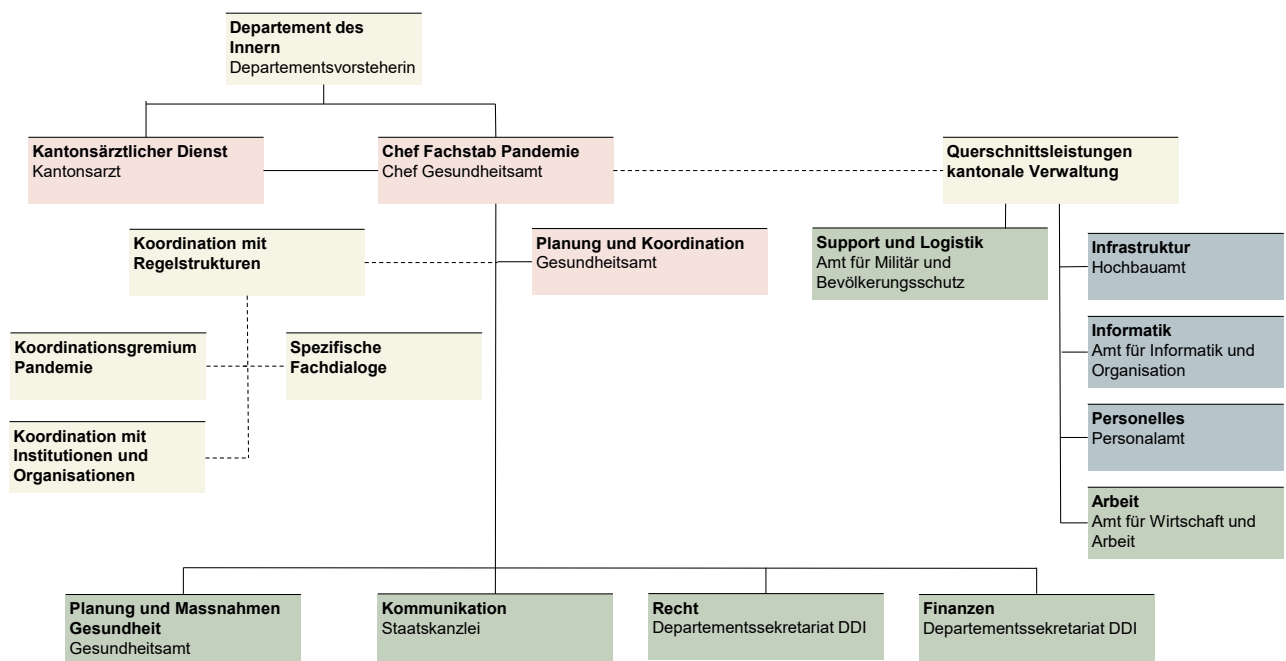 Departement des
Innern
Departementsvorsteherin
Kantonsärztlicher Dienst
Kantonsarzt
Chef Fachstab Pandemie
Chef Gesundheitsamt
Querschnittsleistungen
kantonale Verwaltung
Koordination mit
Regelstrukturen
Planung und Koordination
Gesundheitsamt
Support und Logistik
Amt für Militär und
Bevölkerungsschutz
Infrastruktur
Hochbauamt
Koordinationsgremium
Pandemie
Spezifische
Fachdialoge
Informatik
Amt für Informatik und
Organisation
Koordination mit
Institutionen und
Organisationen
Personelles
Personalamt
Arbeit
Amt für Wirtschaft und
Arbeit
Planung und Massnahmen
Gesundheit
Gesundheitsamt
Kommunikation
Staatskanzlei
Recht
Departementssekretariat DDI
Finanzen
Departementssekretariat DDI